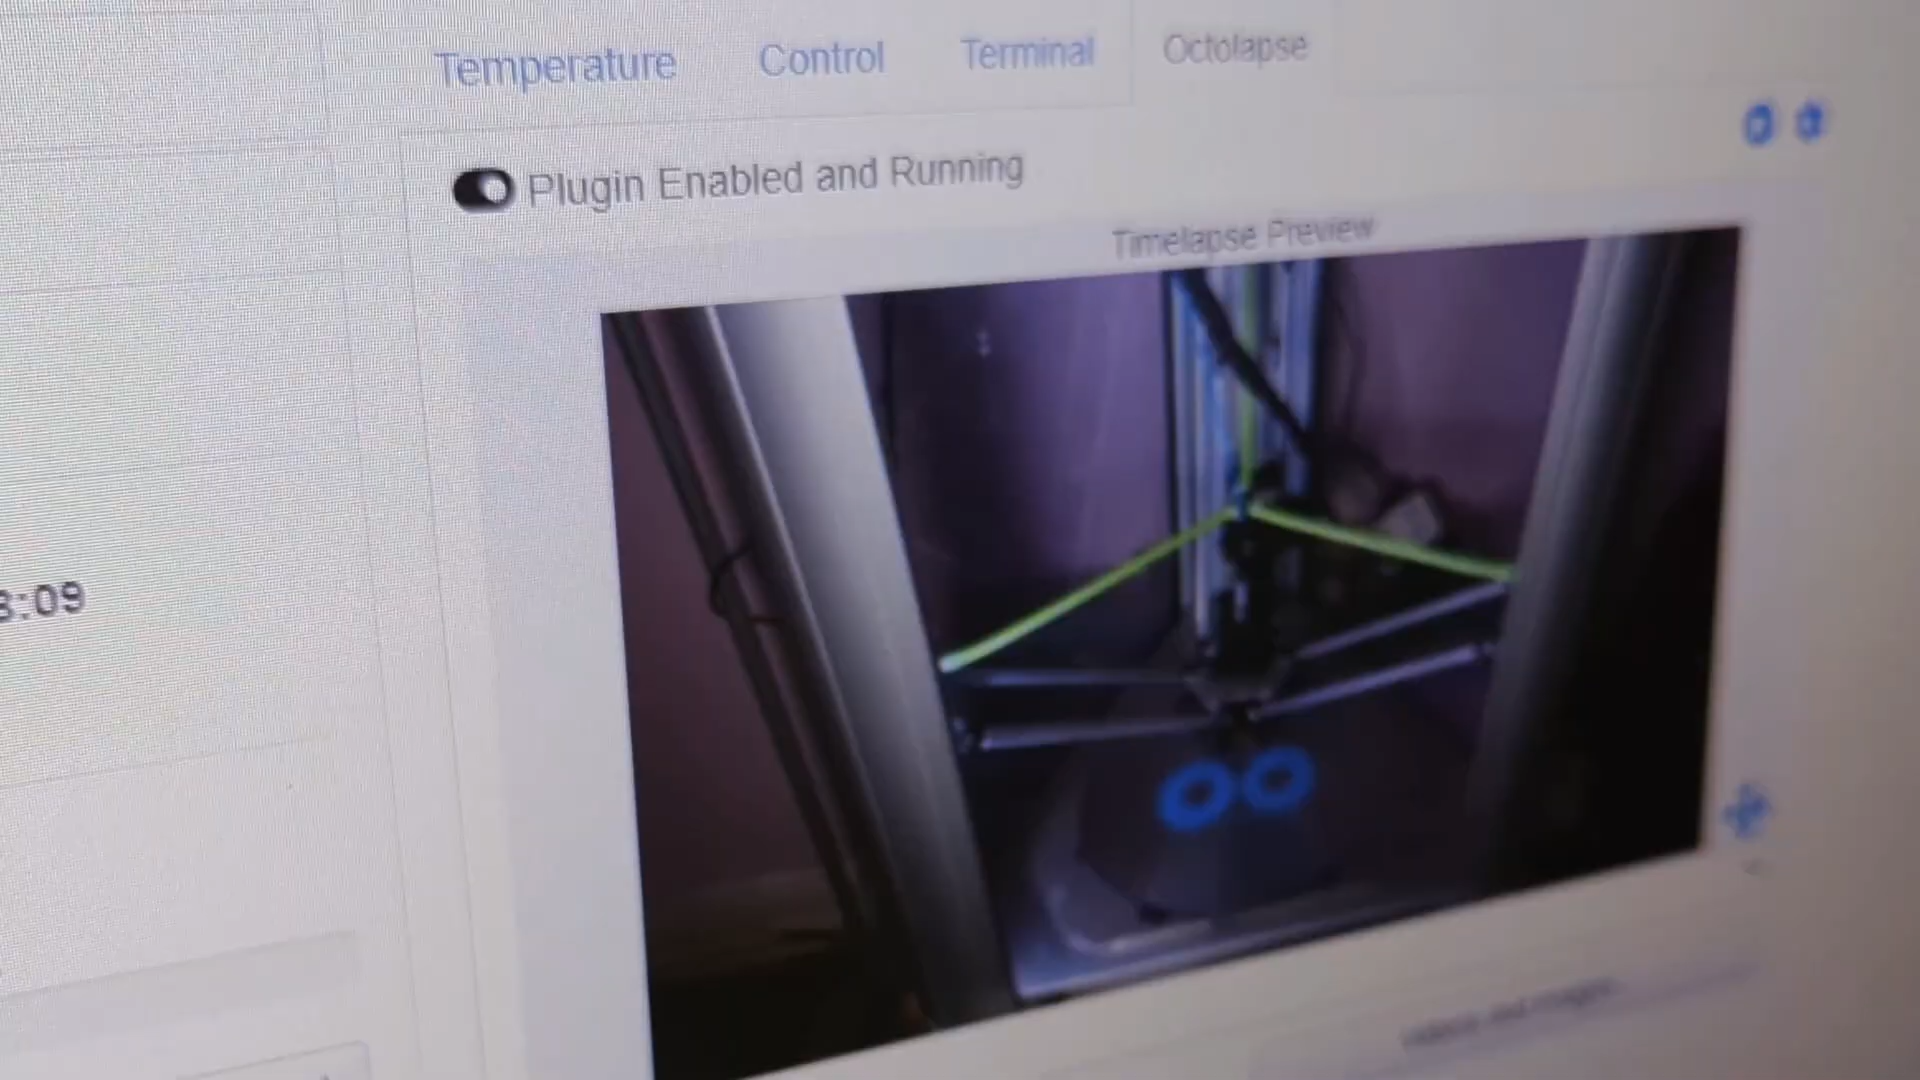 Temperature Control Terminal Octolapse
Plugin Enabled and Running
Timelapse Preview
:09